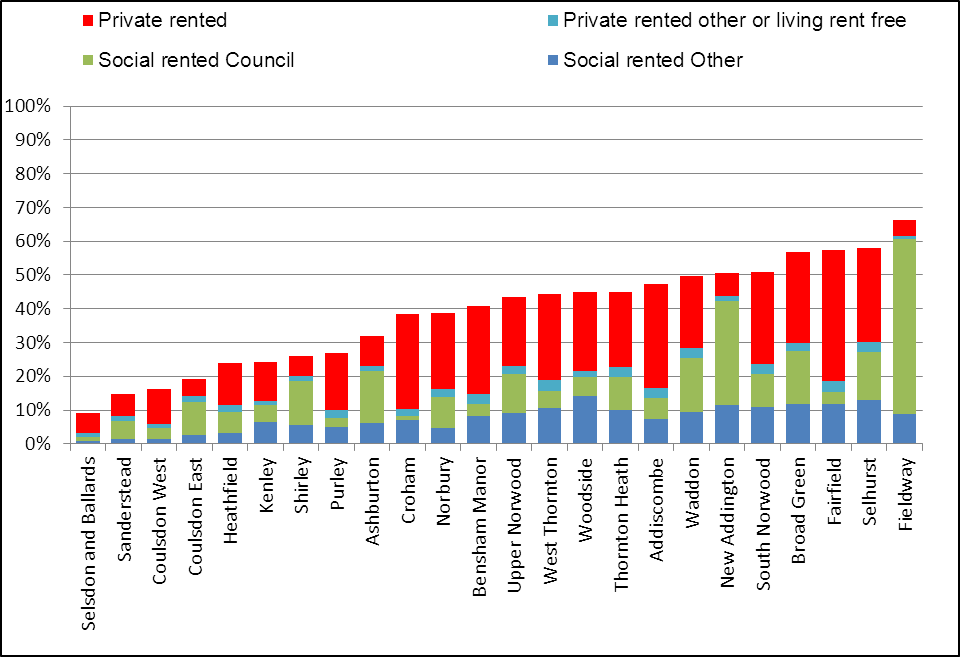 Private rented
Private rented other or living rent free
Social rented Council
Social rented Other
100%
90%
80%
70%
60%
50%
40%
30%
20%
10%
0%
Selsdon and Ballards
Sanderstead
Coulsdon West
Coulsdon East
Heathfield
Kenley
Shirley
Purley
Ashburton
Croham
Norbury
Bensham Manor
Upper Norwood
West Thornton
Woodside
Thornton Heath
Addiscombe
Waddon
New Addington
South Norwood
Broad Green
Fairfield
Selhurst
Fieldway